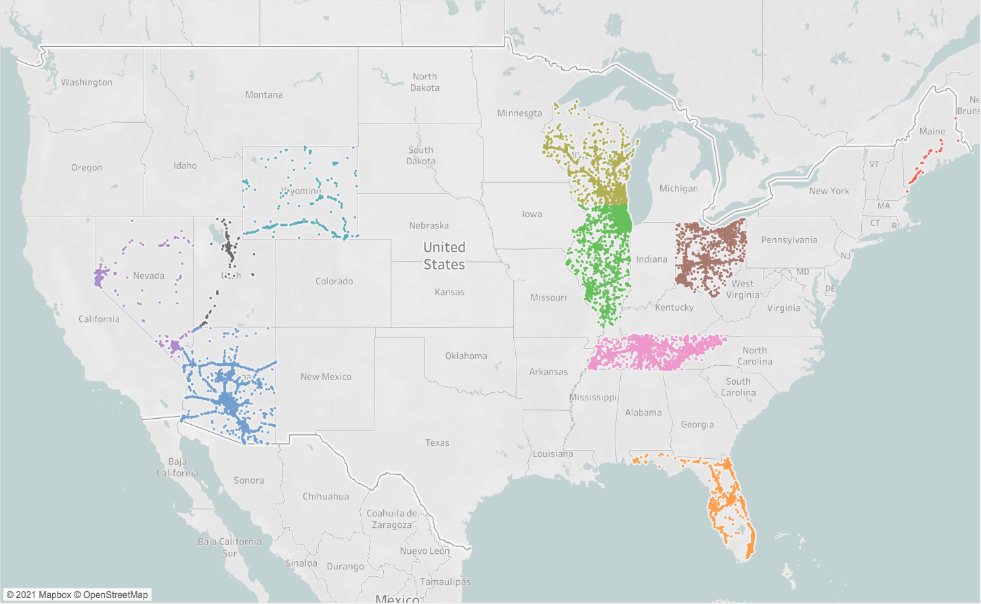 Washington
Montana
North
Dakota
Minnesota
Maine
Oregon
Idaho
South
Dakota
Wyoming
Michigan
VT
New York
MA
CT
Iowa
Nebraska
Nevada
Utah
United
States
Colorado
Kansas
Missouri
Indiana
Pennsylvania
NJ
MD
DE
West
Virginia
Virginia
Kentucky
California
Oklahoma
Arkansas
North
Carolina
New Mexico
South
Carolina
Mississippi
Alabama
Georgia
Texas
Louisiana
Baja
California
Sonora
Chihuahua
Coahuila de
Zaragoza
Baja California
Sur
Sinaloa
Durango
Nuevo León
Tamaulipas
Mexico
© 2021 Mapbox © OpenStreetMap